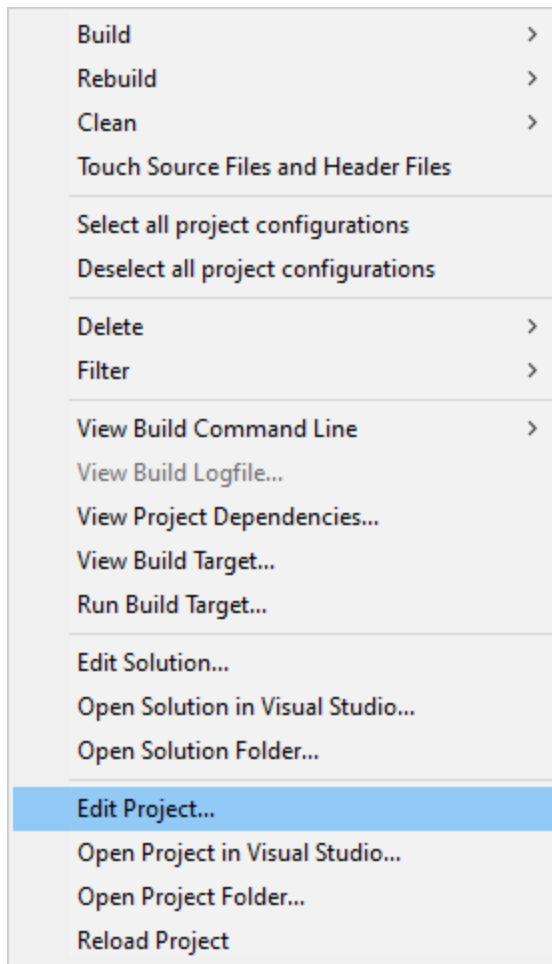 Build
Rebuild
Clean
Touch Source Files and Header Files
Select all project configurations
Deselect all project configurations
Delete
Filter
View Build Command Line
View Build Logfile...
View Project Dependencies...
View Build Target...
Run Build Target...
Edit Solution...
Open Solution in Visual Studio...
Open Solution Folder...
Edit Project...
Open Project in Visual Studio...
Open Project Folder...
Reload Project